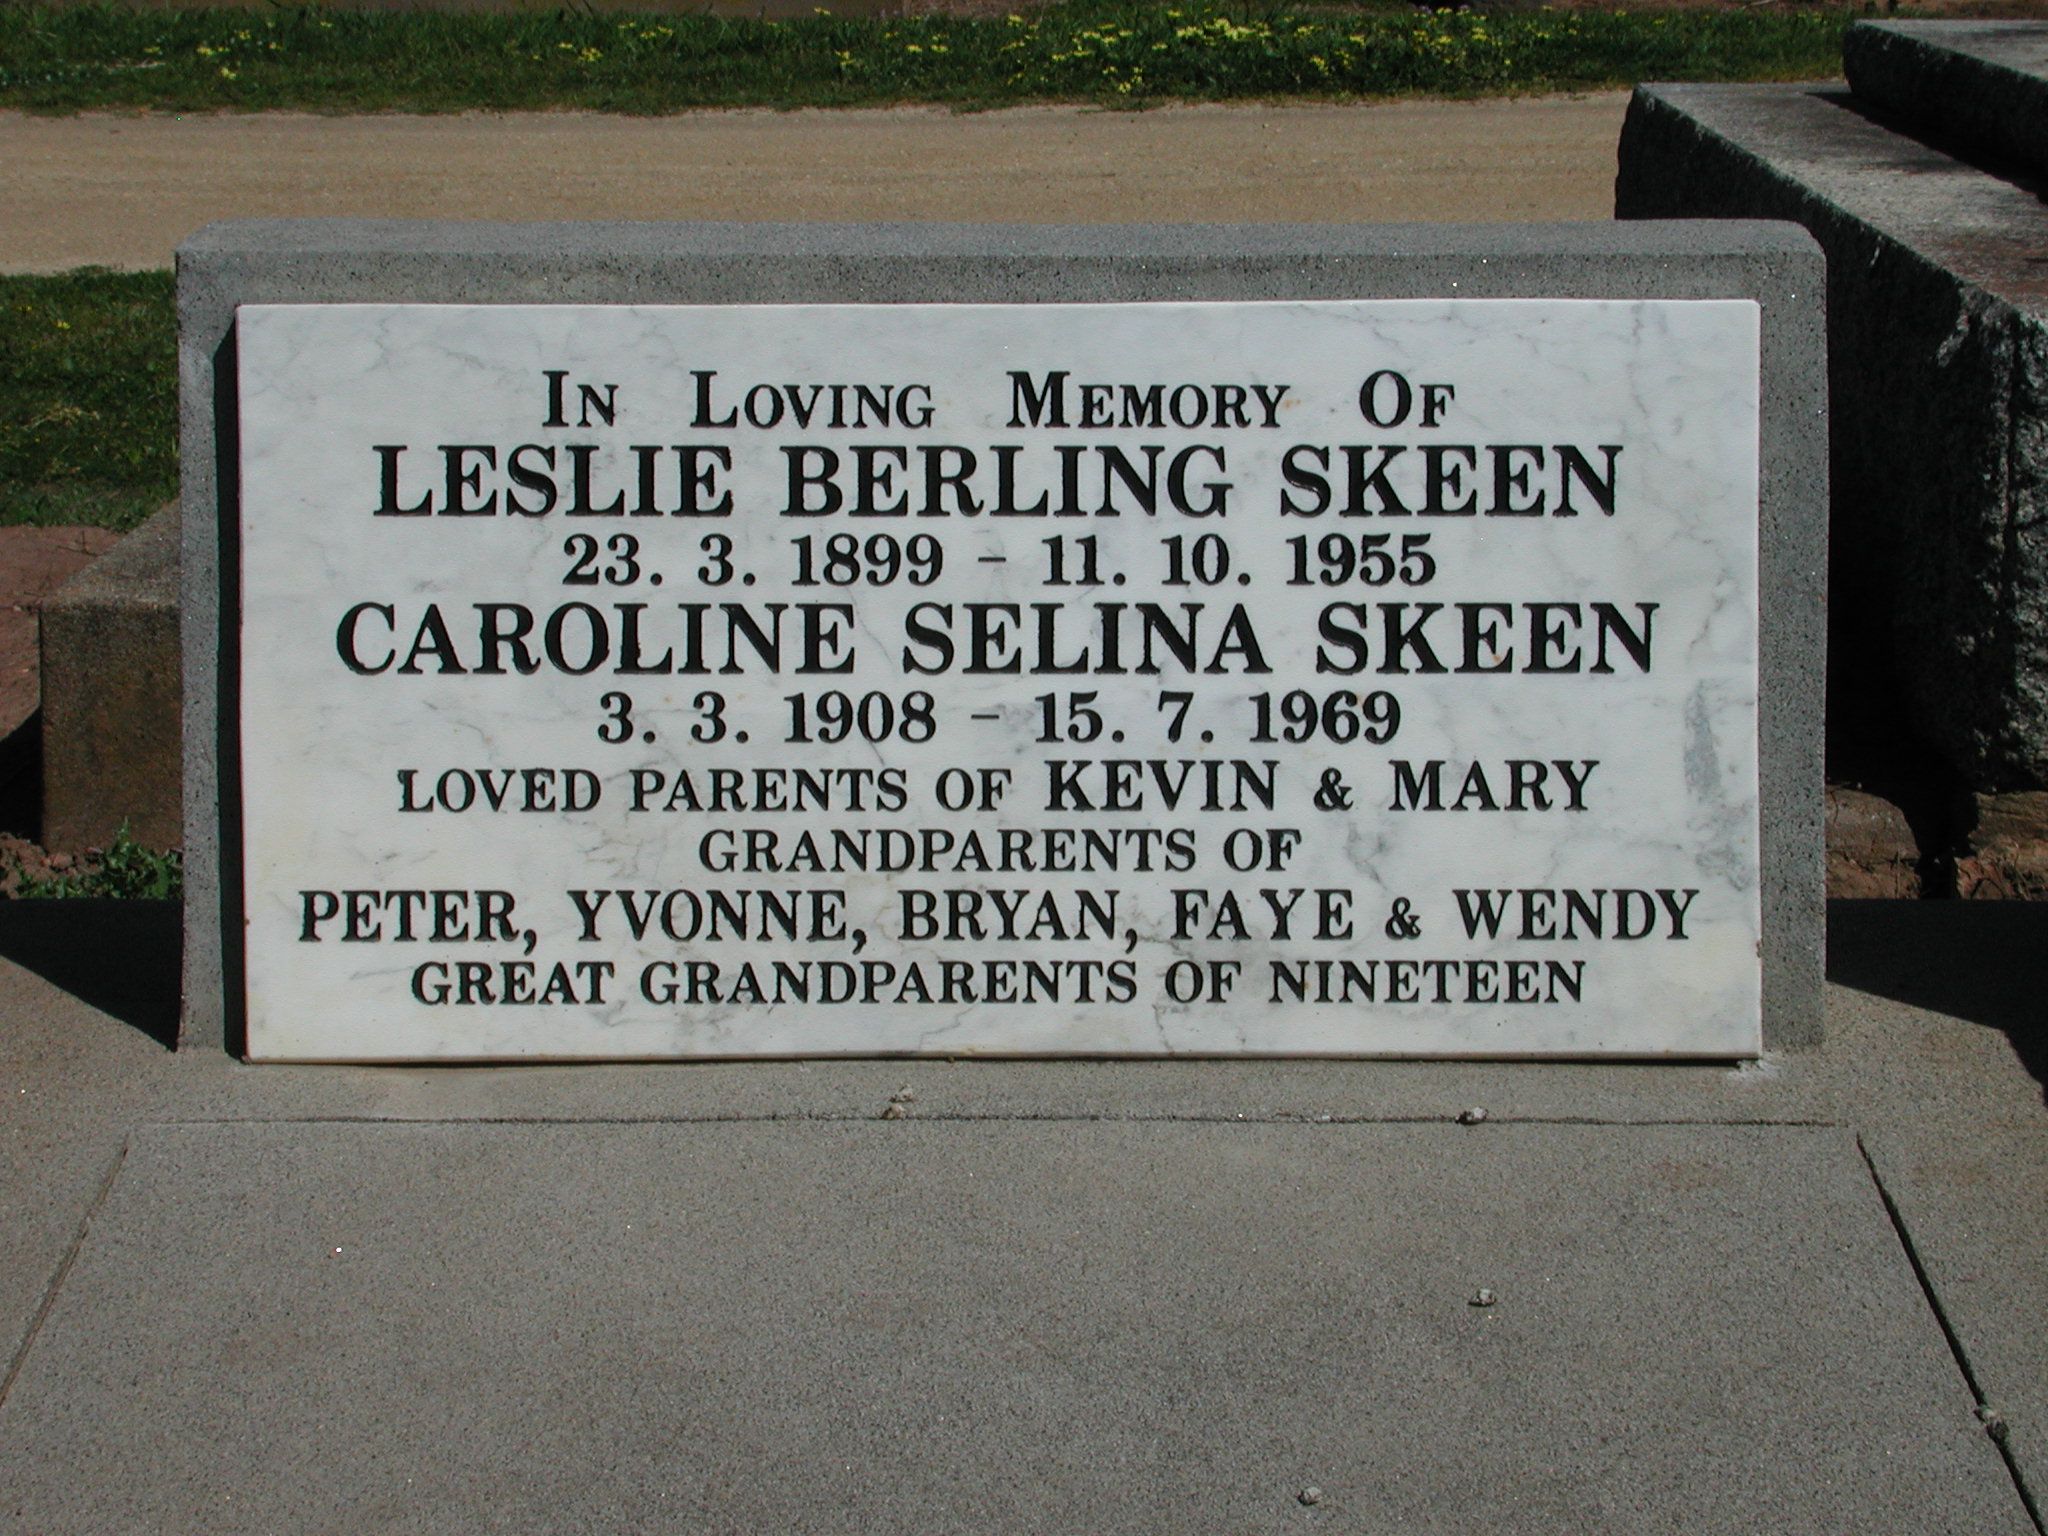 In Loving Memory Of
LESLIE BERLING SKEEN
23. 3. 1899 - 11. 10. 1955
CAROLINE SELINA SKEEN
3. 3. 1908 - 15. 7. 1969
LOVED PARENTS OF KEVIN & MARY
GRANDPARENTS OF
PETER, YVONNE, BRYAN, FAYE & WENDY
GREAT GRANDPARENTS OF NINETEEN